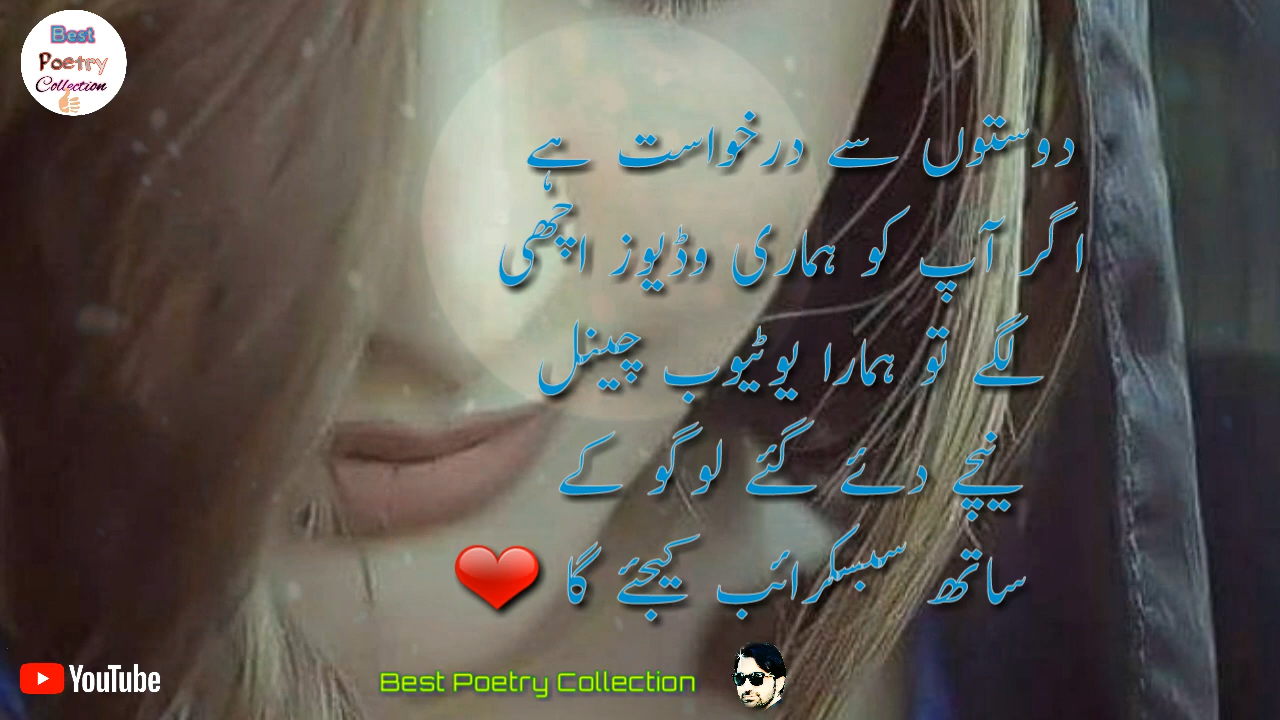 Best
Poetry
Collection
دوستوں سے درخواست ہے
اگر آپ کو ہماری وڈیوز اچھی
لگے تو ہمارا یوٹیوب چینل
نیچے دئے گئے لوگو کے
ساتھ سبسکرائب کیجئے گا ❤
YouTube
Best Poetry Collection